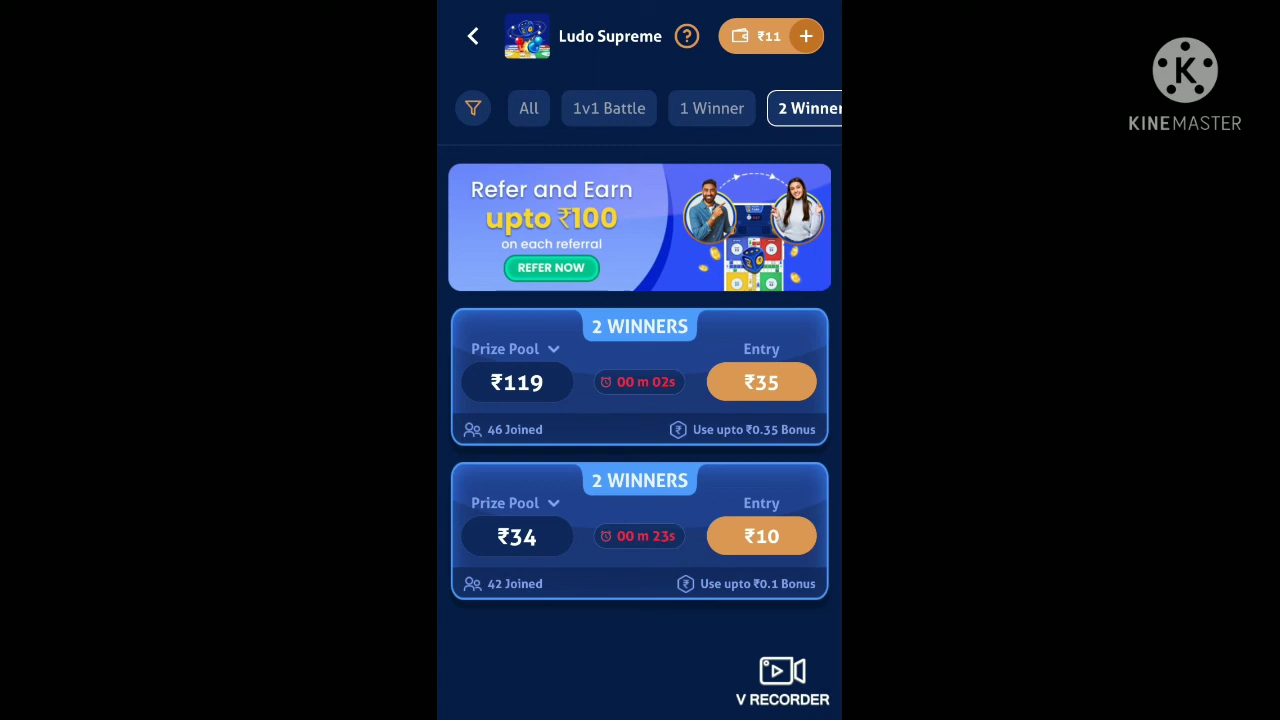 Ludo Supreme
?
₹11
+
All
1v1 Battle
1 Winner
2 Winner
Refer and Earn
upto ₹100
on each referral
REFER NOW
2 WINNERS
Prize Pool
Entry
₹119
00 m 02s
₹35
46 Joined
Use upto ₹0.35 Bonus
2 WINNERS
Prize Pool
Entry
₹34
00 m 23s
₹10
42 Joined
Use upto ₹0.1 Bonus
V RECORDER
K
KINEMASTER